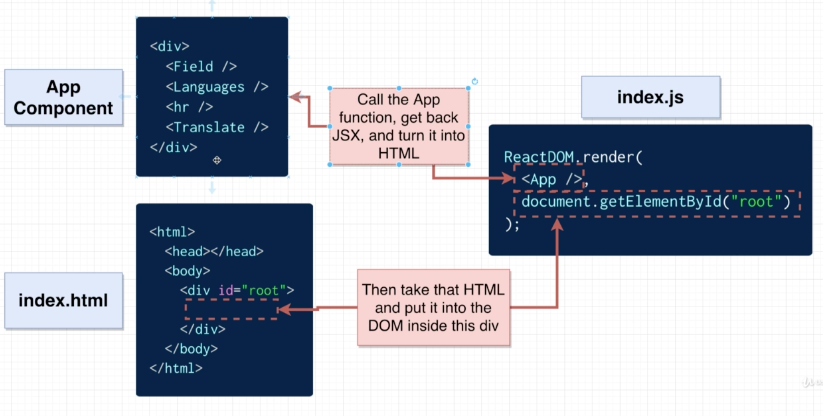 App
Component
<div>
<Field />
<Languages />
<hr />
<Translate />
</div>
Call the App
function, get back
JSX, and turn it into
HTML
index.js
ReactDOM.render(
<App />,
document.getElementById("root")
);
index.html
<html>
<head></head>
<body>
<div id="root">
</div>
</body>
</html>
Then take that HTML
and put it into the
DOM inside this div